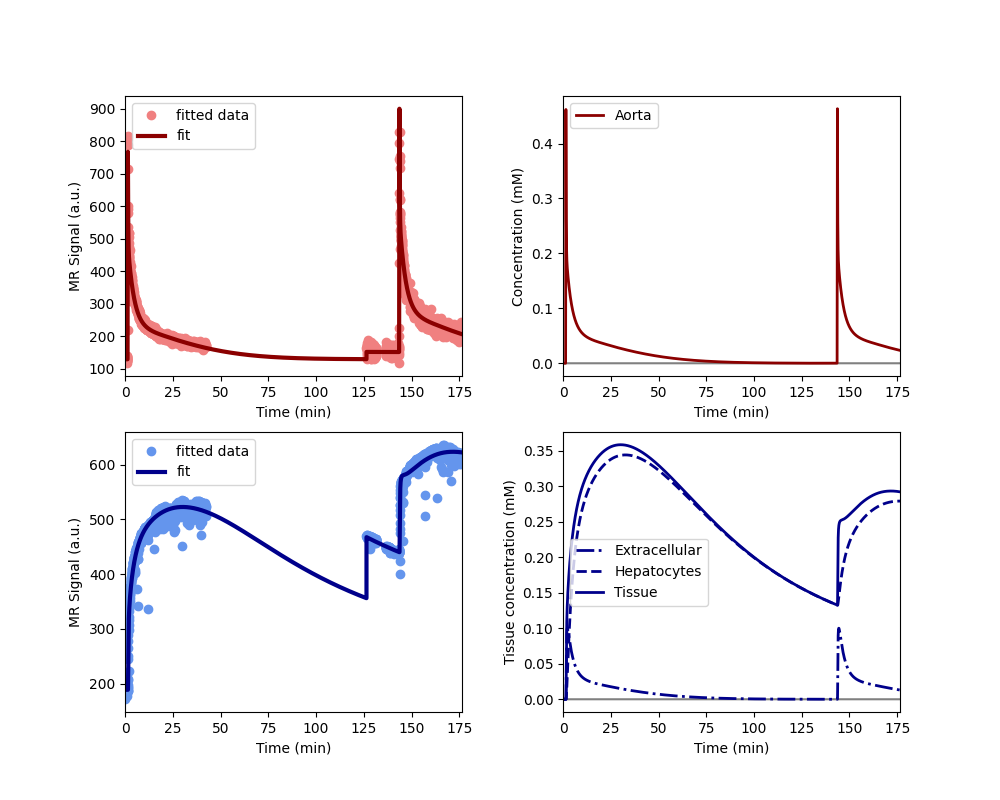 900
800
700
600
500
400
300
200
100
MR Signal (a.u.)
fitted data
fit
0 25 50 75 100 125 150 175
Time (min)
0.4
0.3
0.2
0.1
0.0
Concentration (mM)
Aorta
0 25 50 75 100 125 150 175
Time (min)
600
500
400
300
200
MR Signal (a.u.)
fitted data
fit
0 25 50 75 100 125 150 175
Time (min)
0.35
0.30
0.25
0.20
0.15
0.10
0.05
0.00
Tissue concentration (mM)
Extracellular
Hepatocytes
Tissue
0 25 50 75 100 125 150 175
Time (min)